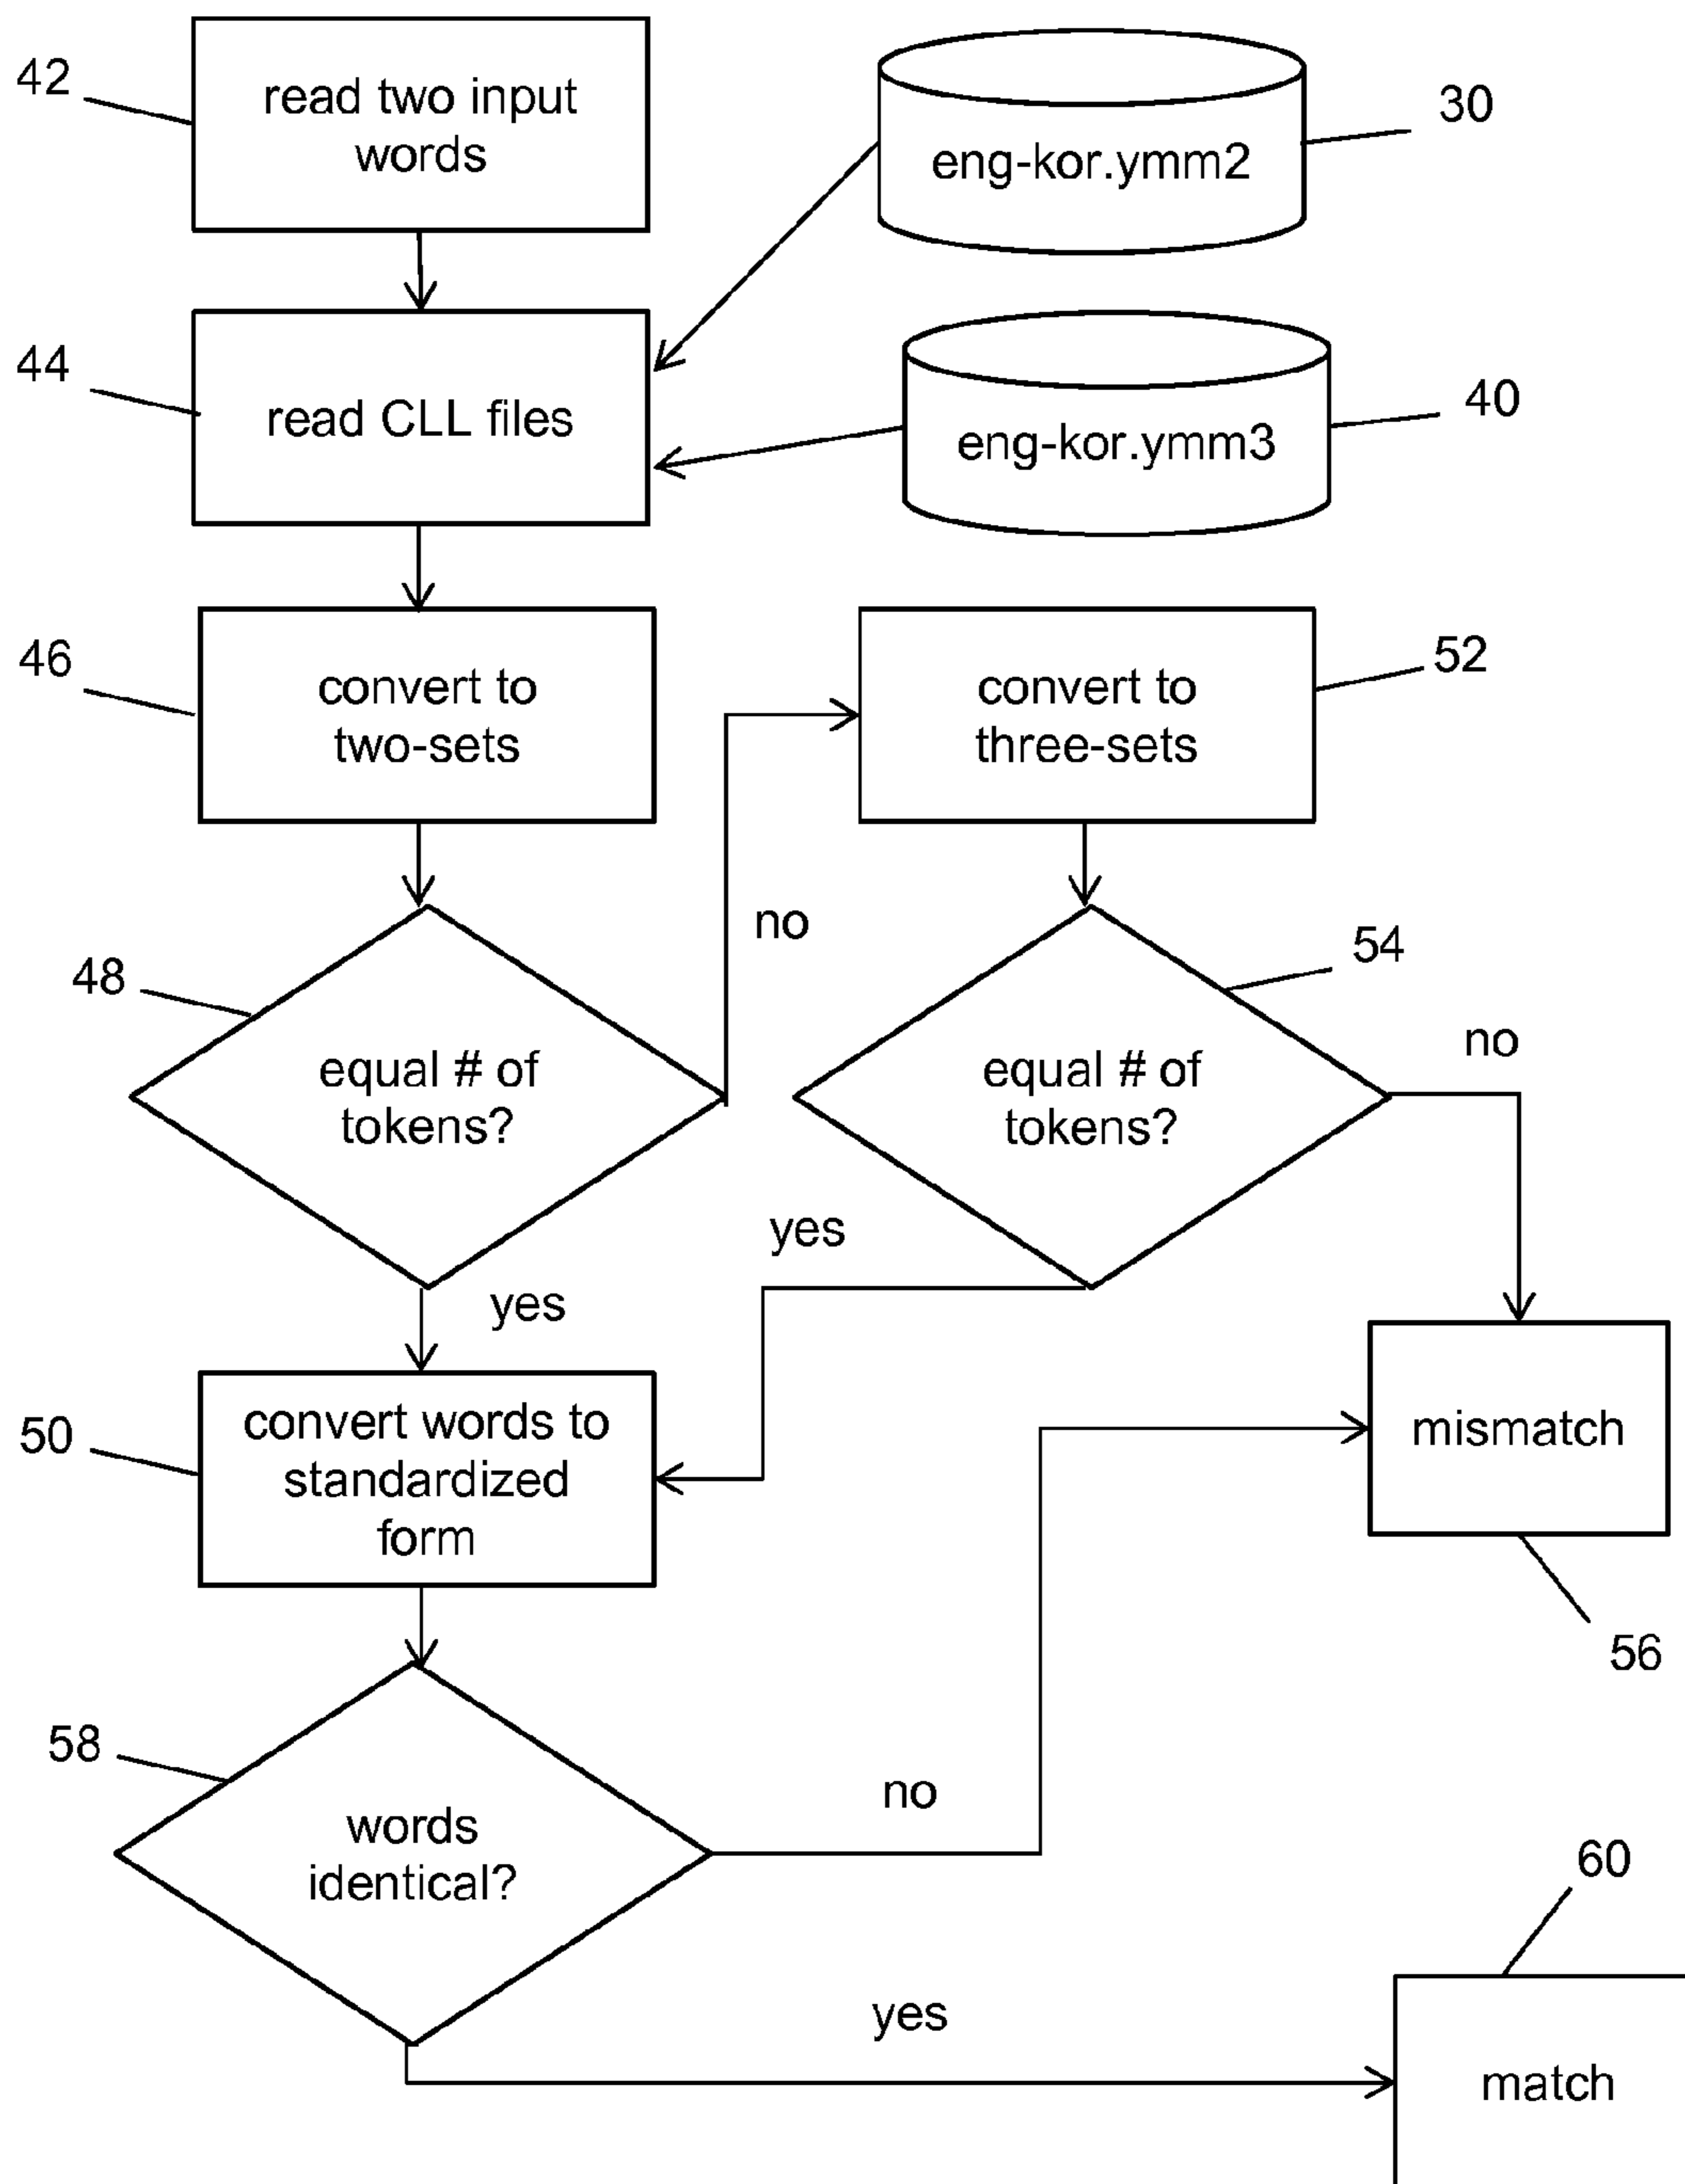 42
read two input
words
30
eng-kor.ymm2
44
read CLL files
40
eng-kor.ymm3
46
convert to
two-sets
52
convert to
three-sets
no
48
equal # of
tokens?
54
equal # of
tokens?
no
yes
yes
50
convert words to
standardized
form
mismatch
56
58
words
identical?
no
60
yes
match